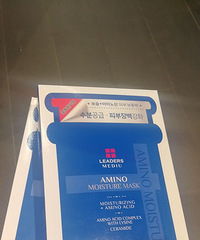 수분공급 · 피부장벽강화
LEADERS
MEDIU
AMINO
MOISTURE MASK
MOISTURIZING
+ AMINO ACID
AMINO ACID COMPLEX
WITH LYSINE
· CERAMIDE
AMINO MOISTU